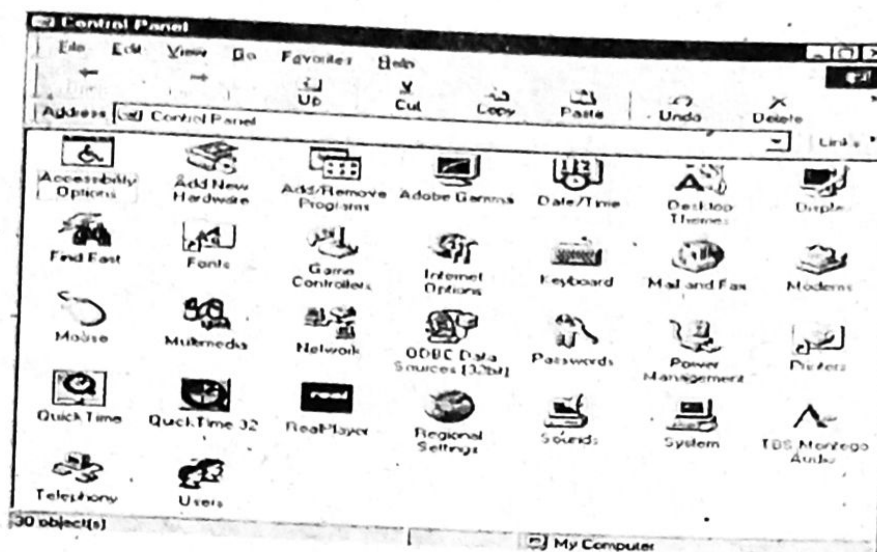 Control Panel
File Edit View Go Favorites Help
Up Cut Copy Paste Undo Delete
Address Control Panel Links
Accessibility Options Add New Hardware Add/Remove Programs Adobe Gamma Date/Time Desktop Themes Display
Find Fast Fonts Game Controllers Internet Options Keyboard Mail and Fax Modems
Mouse Multimedia Network ODBC Data Sources [32bit] Passwords Power Management Printers
QuickTime QuickTime 32 real RealPlayer Regional Settings Sounds System TBS Montego Audio
Telephony Users
30 object(s) My Computer